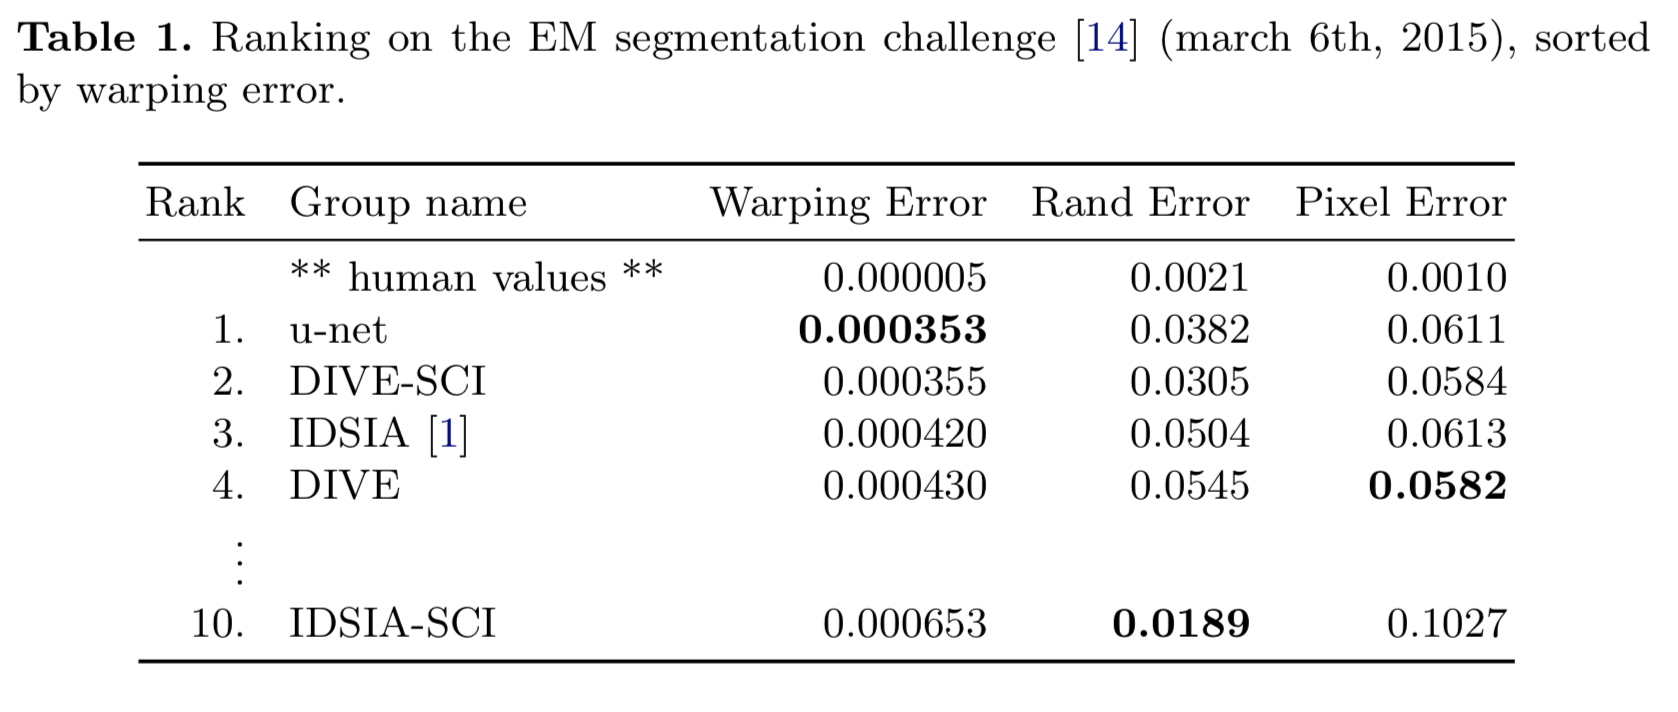 Table 1. Ranking on the EM segmentation challenge [14] (march 6th, 2015), sorted
by warping error.
Rank Group name Warping Error Rand Error Pixel Error
** human values ** 0.000005 0.0021 0.0010
1. u-net 0.000353 0.0382 0.0611
2. DIVE-SCI 0.000355 0.0305 0.0584
3. IDSIA [1] 0.000420 0.0504 0.0613
4. DIVE 0.000430 0.0545 0.0582
⋮
10. IDSIA-SCI 0.000653 0.0189 0.1027